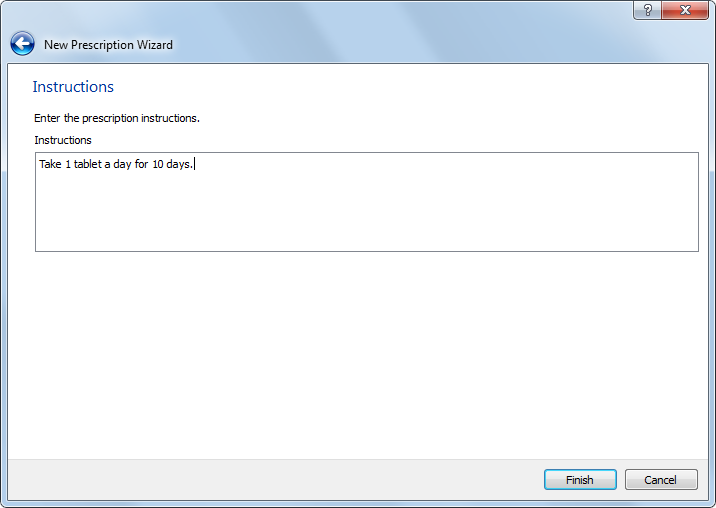 New Prescription Wizard
Instructions
Enter the prescription instructions.
Instructions
Take 1 tablet a day for 10 days.
Finish
Cancel